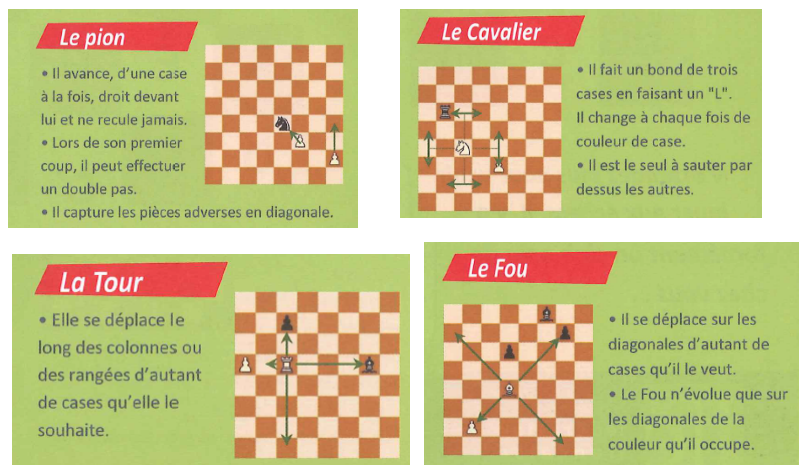 Le pion
• Il avance, d'une case
à la fois, droit devant
lui et ne recule jamais.
• Lors de son premier
coup, il peut effectuer
un double pas.
• Il capture les pièces adverses en diagonale.
Le Cavalier
• Il fait un bond de trois
cases en faisant un "L".
Il change à chaque fois de
couleur de case.
• Il est le seul à sauter par
dessus les autres.
La Tour
• Elle se déplace le
long des colonnes ou
des rangées d'autant
de cases qu'elle le
souhaite.
Le Fou
• Il se déplace sur les
diagonales d'autant de
cases qu'il le veut.
• Le Fou n'évolue que sur
les diagonales de la
couleur qu'il occupe.